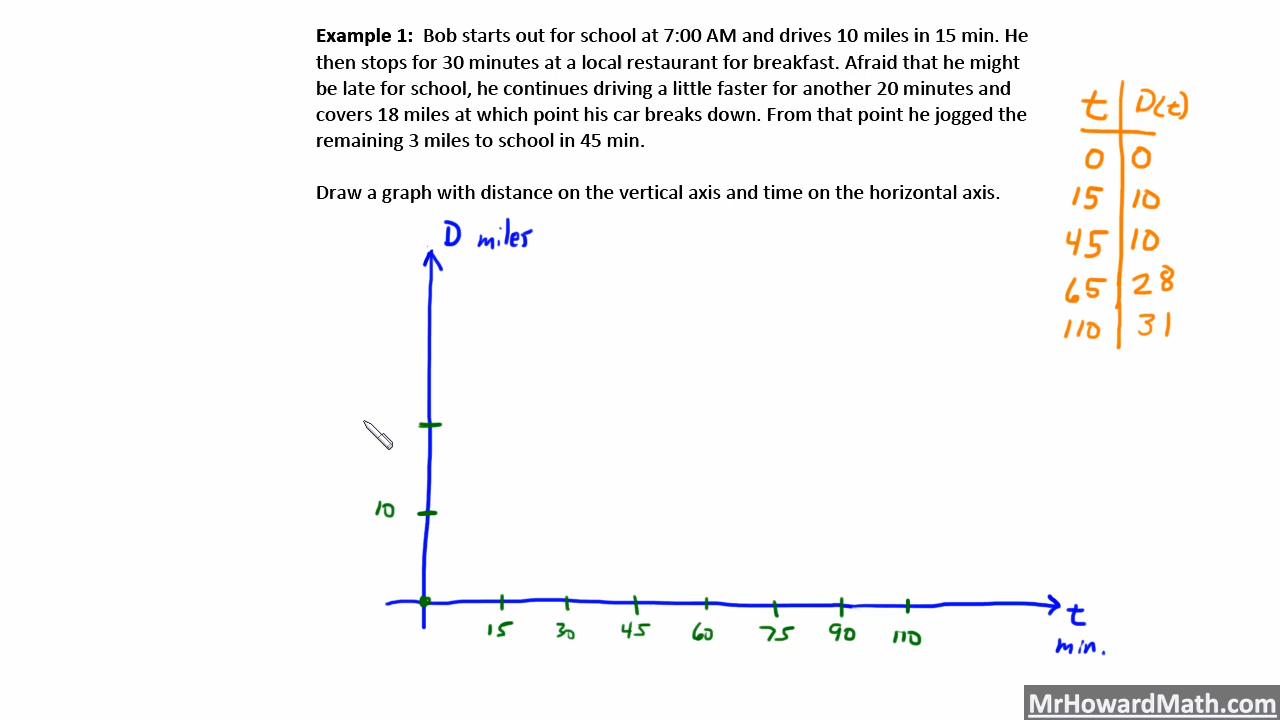 Example 1: Bob starts out for school at 7:00 AM and drives 10 miles in 15 min. He
then stops for 30 minutes at a local restaurant for breakfast. Afraid that he might
be late for school, he continues driving a little faster for another 20 minutes and
covers 18 miles at which point his car breaks down. From that point he jogged the
remaining 3 miles to school in 45 min.
Draw a graph with distance on the vertical axis and time on the horizontal axis.
t D(t)
0 0
15 10
45 10
65 28
110 31
D miles
10
15 30 45 60 75 90 110
t
min.
MrHowardMath.com